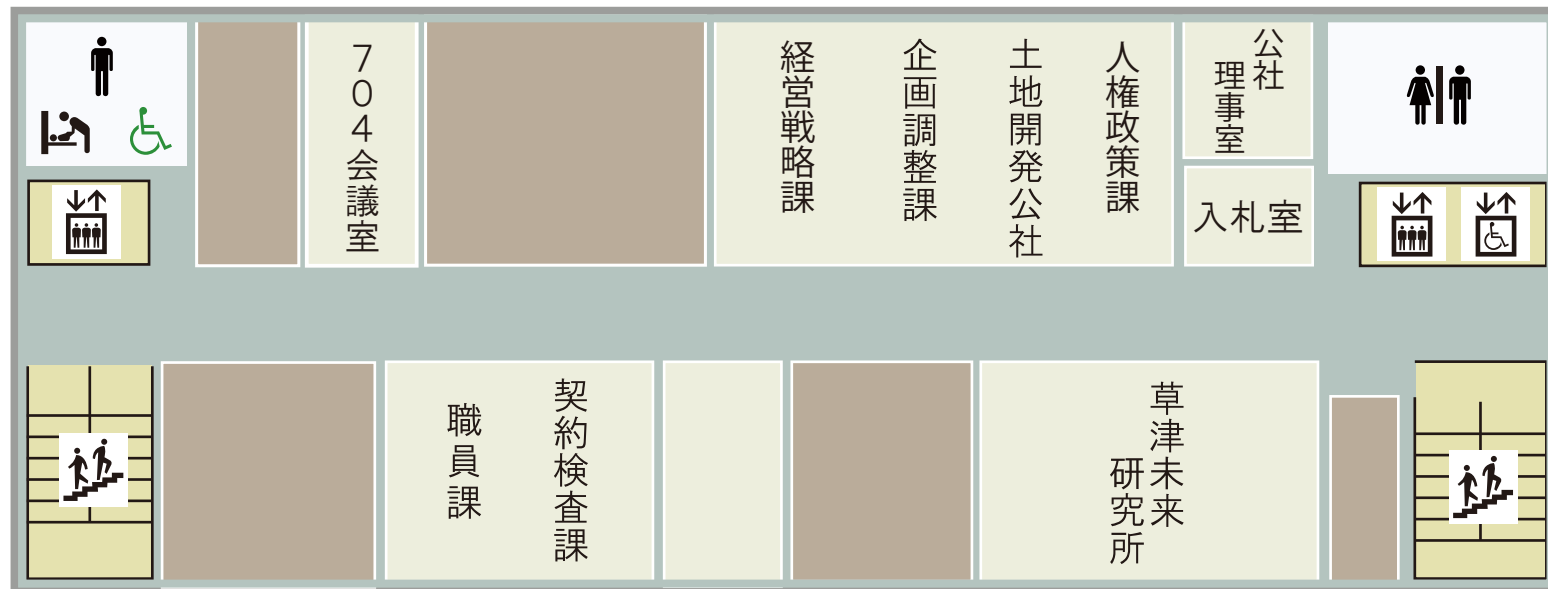 704会議室
経営戦略課
企画調整課
土地開発公社
人権政策課
公社
理事室
入札室
職員課
契約検査課
草津未来
研究所